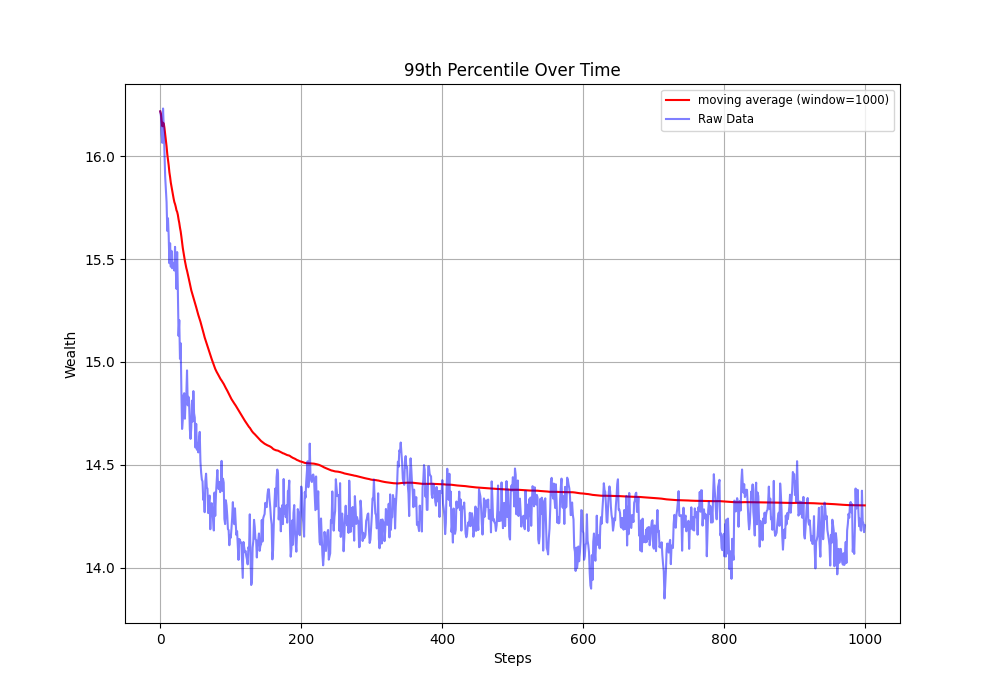 99th Percentile Over Time
moving average (window=1000)
Raw Data
Wealth
16.0
15.5
15.0
14.5
14.0
0 200 400 600 800 1000
Steps